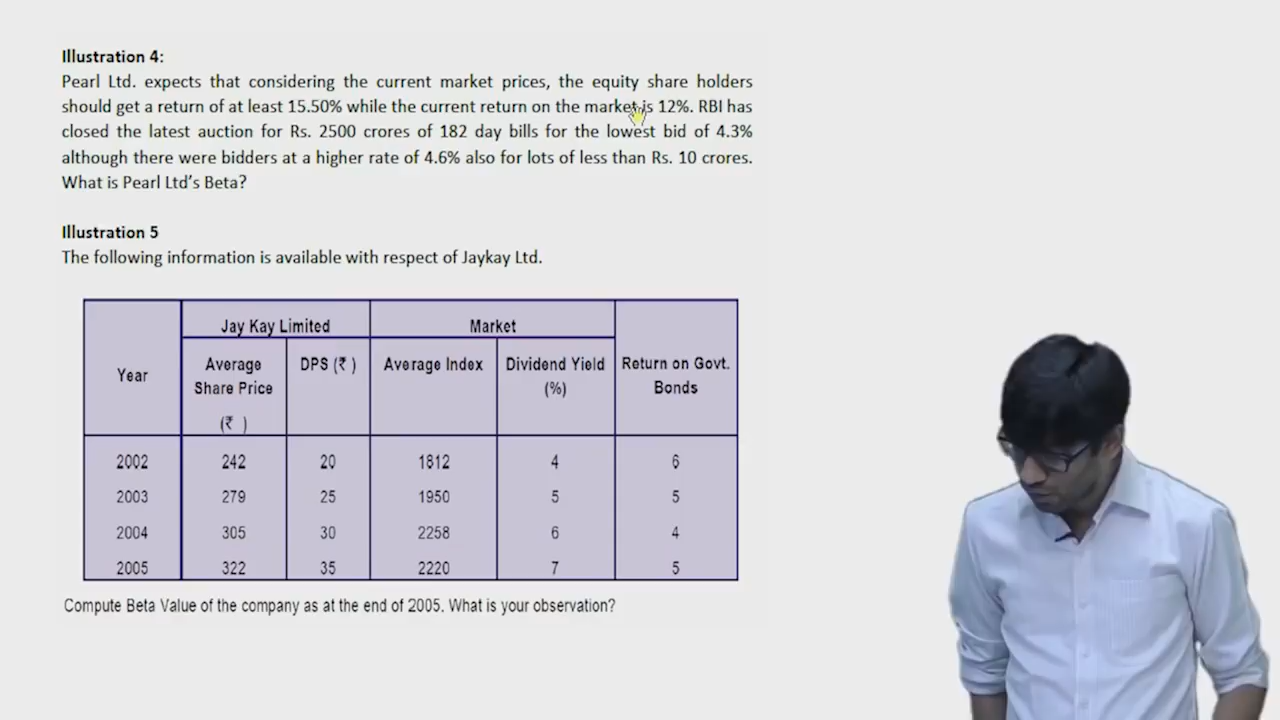 Illustration 4:
Pearl Ltd. expects that considering the current market prices, the equity share holders
should get a return of at least 15.50% while the current return on the market is 12%. RBI has
closed the latest auction for Rs. 2500 crores of 182 day bills for the lowest bid of 4.3%
although there were bidders at a higher rate of 4.6% also for lots of less than Rs. 10 crores.
What is Pearl Ltd's Beta?
Illustration 5
The following information is available with respect of Jaykay Ltd.
Year
Jay Kay Limited
Market
Return on Govt.
Bonds
Average
Share Price
(₹ )
DPS (₹ )
Average Index
Dividend Yield
(%)
2002 242 20 1812 4 6
2003 279 25 1950 5 5
2004 305 30 2258 6 4
2005 322 35 2220 7 5
Compute Beta Value of the company as at the end of 2005. What is your observation?